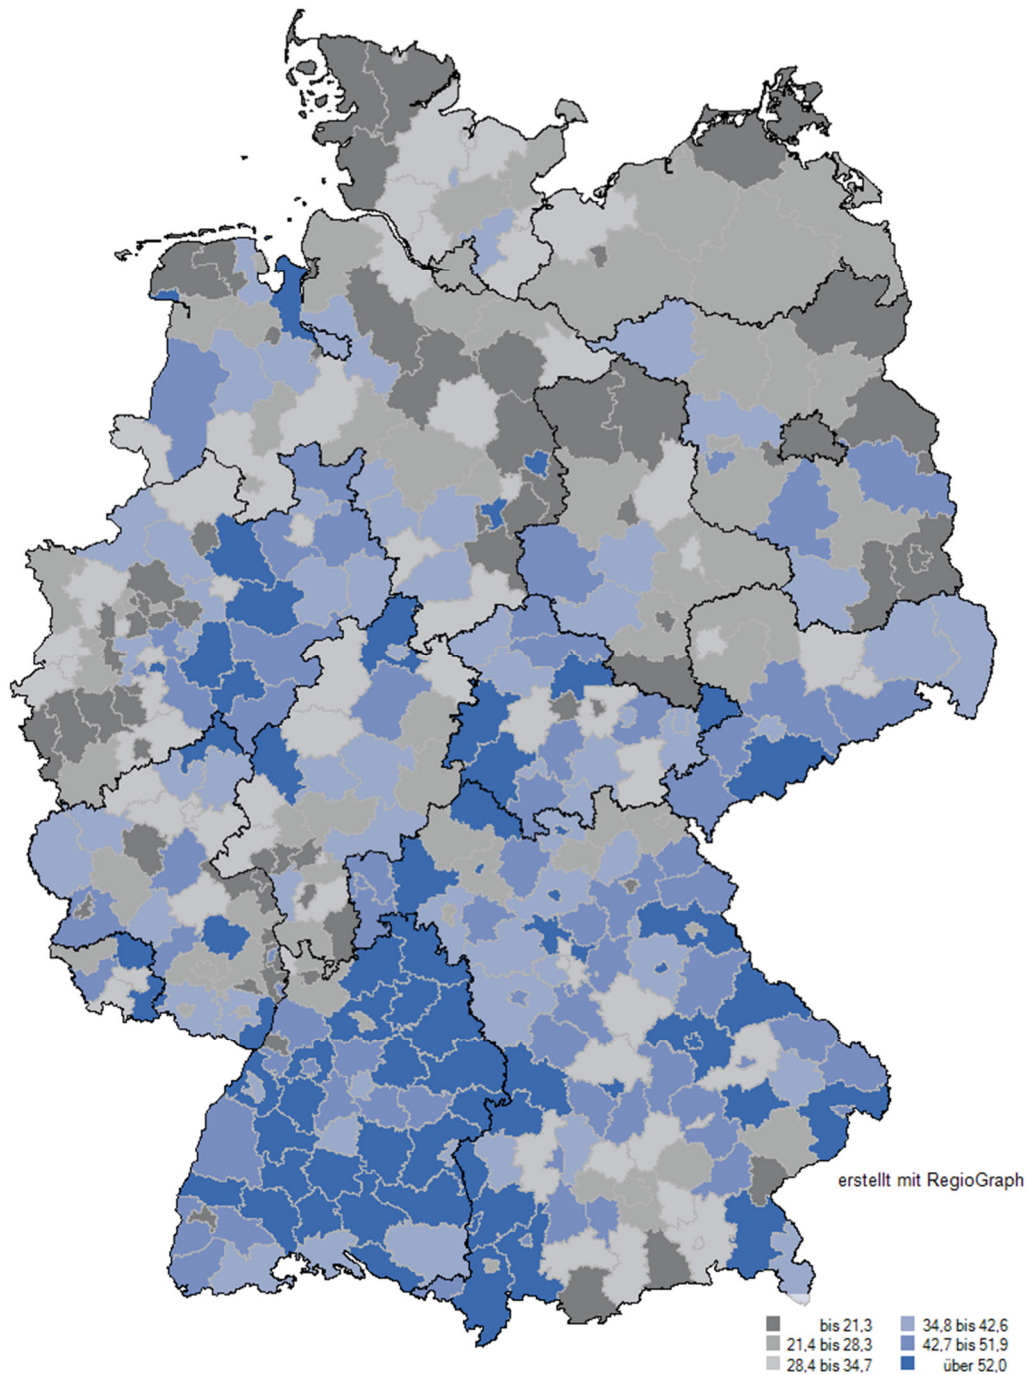 erstellt mit RegioGraph
bis 21,3
21,4 bis 28,3
28,4 bis 34,7
34,8 bis 42,6
42,7 bis 51,9
über 52,0